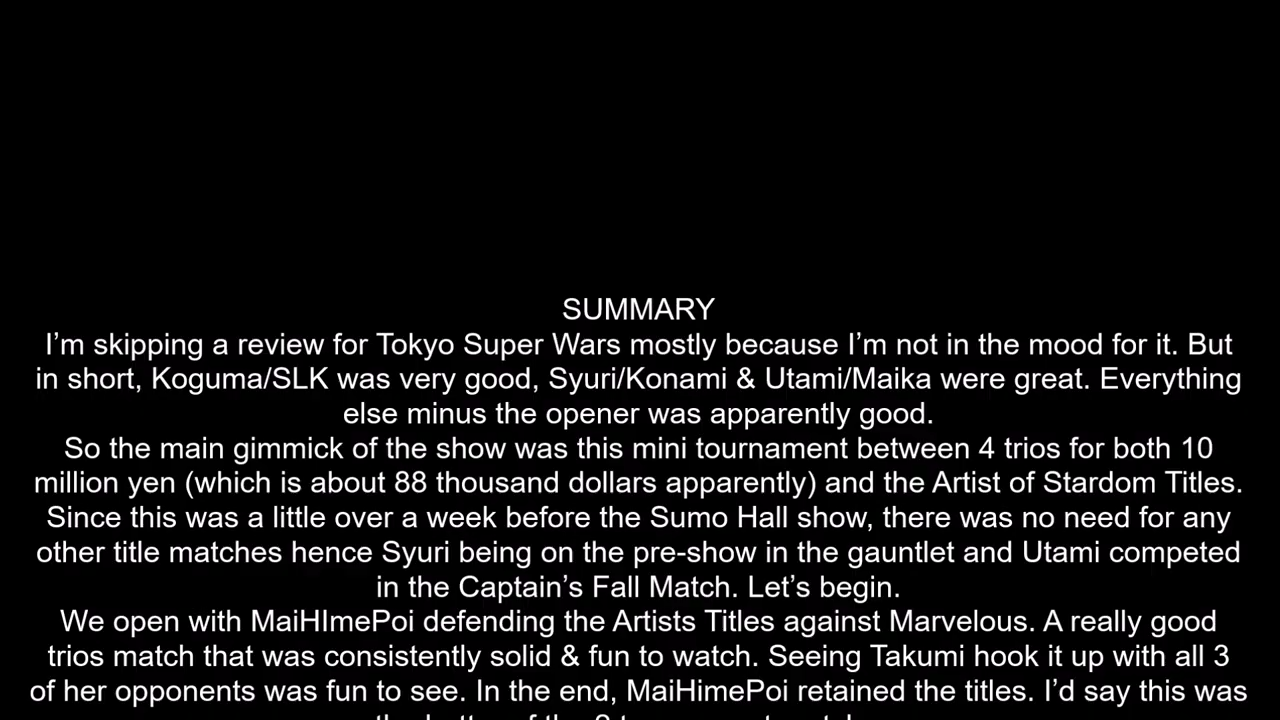 SUMMARY
I’m skipping a review for Tokyo Super Wars mostly because I’m not in the mood for it. But
in short, Koguma/SLK was very good, Syuri/Konami & Utami/Maika were great. Everything
else minus the opener was apparently good.
So the main gimmick of the show was this mini tournament between 4 trios for both 10
million yen (which is about 88 thousand dollars apparently) and the Artist of Stardom Titles.
Since this was a little over a week before the Sumo Hall show, there was no need for any
other title matches hence Syuri being on the pre-show in the gauntlet and Utami competed
in the Captain’s Fall Match. Let’s begin.
We open with MaiHImePoi defending the Artists Titles against Marvelous. A really good
trios match that was consistently solid & fun to watch. Seeing Takumi hook it up with all 3
of her opponents was fun to see. In the end, MaiHimePoi retained the titles. I’d say this was